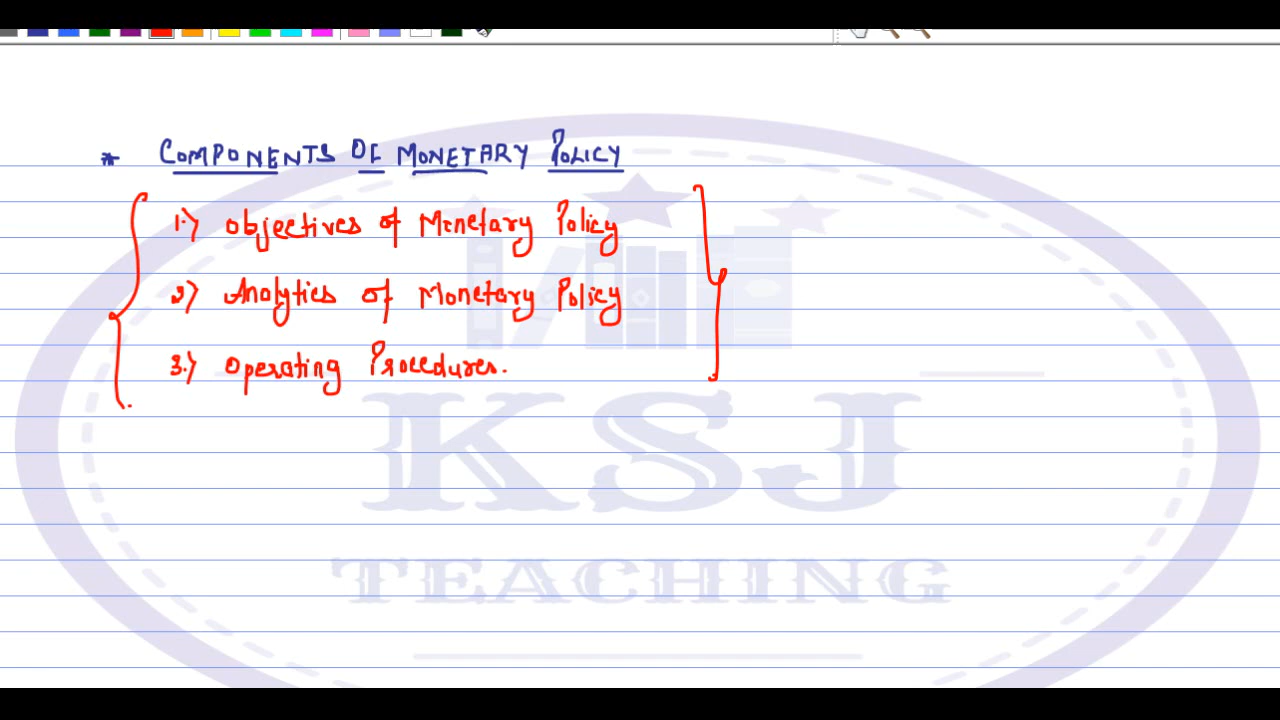 * COMPONENTS OF MONETARY POLICY
1.) Objectives of Monetary Policy
2.) Analytics of Monetary Policy
3.) Operating Procedures.
KSJ
TEACHING